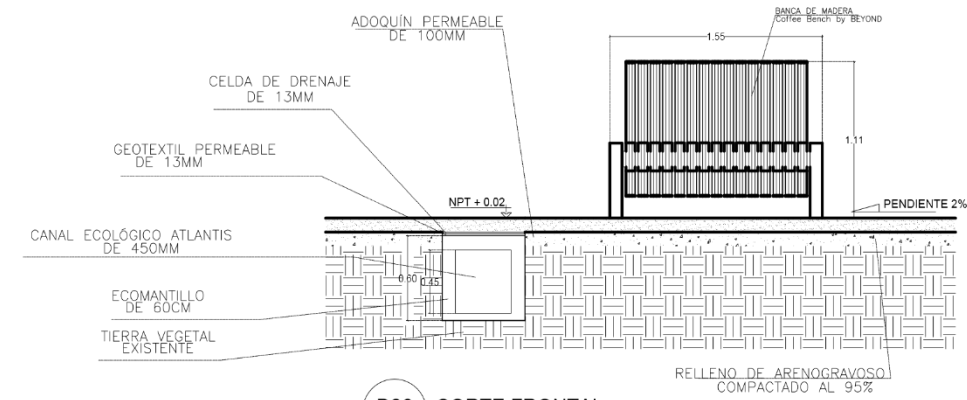 BANCA DE MADERA
Coffee Bench by BEYOND
ADOQUÍN PERMEABLE
DE 100MM
1.55
CELDA DE DRENAJE
DE 13MM
1.11
GEOTEXTIL PERMEABLE
DE 13MM
NPT + 0.02
PENDIENTE 2%
CANAL ECOLÓGICO ATLANTIS
DE 450MM
0.60
0.45
ECOMANTILLO
DE 60CM
TIERRA VEGETAL
EXISTENTE
RELLENO DE ARENOGRAVOSO
COMPACTADO AL 95%